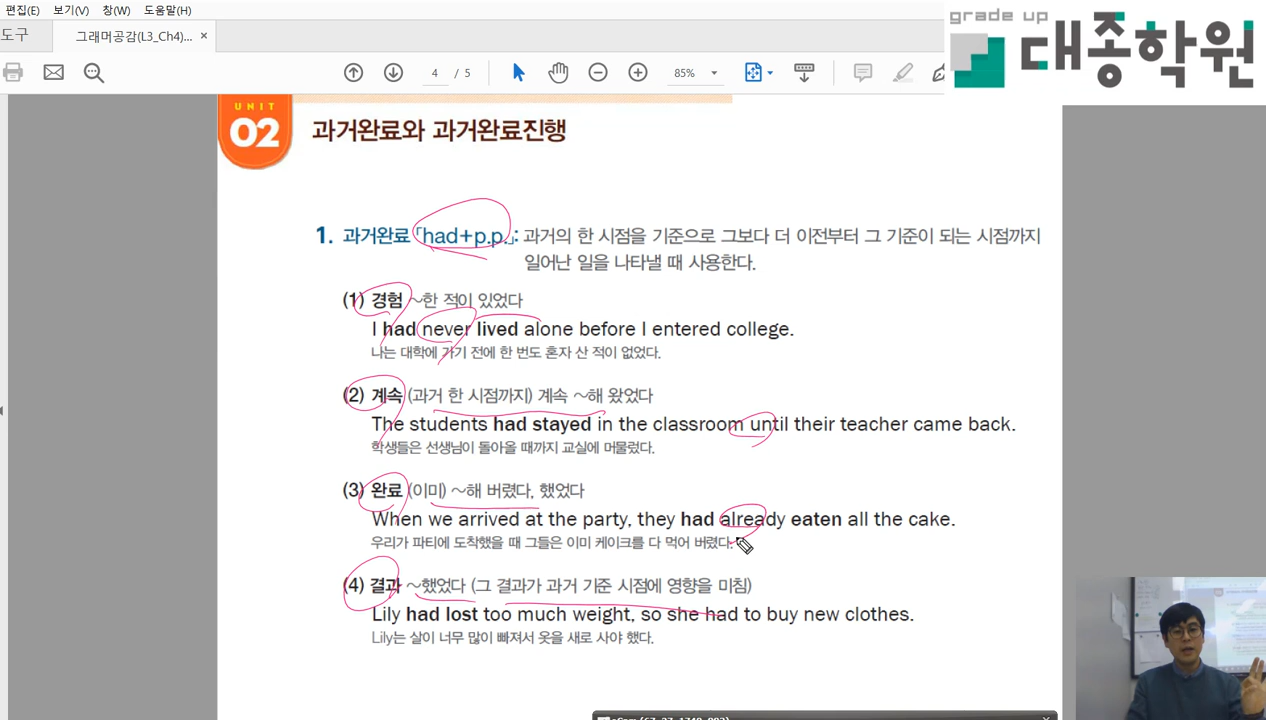 편집(E) 보기(V) 창(W) 도움말(H)
grade up
대종학원
도구 그래머공감(L3_Ch4)... ×
4 / 5 85%
UNIT
02
과거완료와 과거완료진행
1. 과거완료「had+p.p.」: 과거의 한 시점을 기준으로 그보다 더 이전부터 그 기준이 되는 시점까지
일어난 일을 나타낼 때 사용한다.
(1) 경험 ~한 적이 있었다
I had never lived alone before I entered college.
나는 대학에 가기 전에 한 번도 혼자 산 적이 없었다.
(2) 계속 (과거 한 시점까지) 계속 ~해 왔었다
The students had stayed in the classroom until their teacher came back.
학생들은 선생님이 돌아올 때까지 교실에 머물렀다.
(3) 완료 (이미) ~해 버렸다, 했었다
When we arrived at the party, they had already eaten all the cake.
우리가 파티에 도착했을 때 그들은 이미 케이크를 다 먹어 버렸다.
(4) 결과 ~했었다 (그 결과가 과거 기준 시점에 영향을 미침)
Lily had lost too much weight, so she had to buy new clothes.
Lily는 살이 너무 많이 빠져서 옷을 새로 사야 했다.